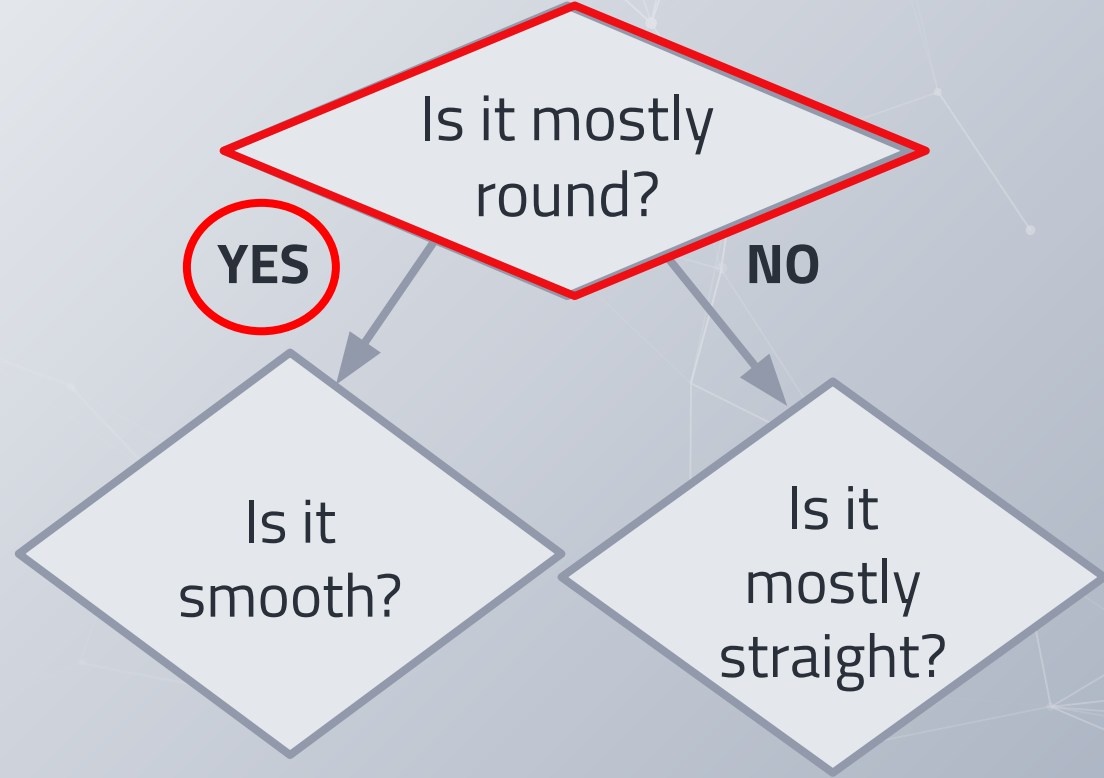 Is it mostly
round?
YES
NO
Is it
smooth?
Is it
mostly
straight?